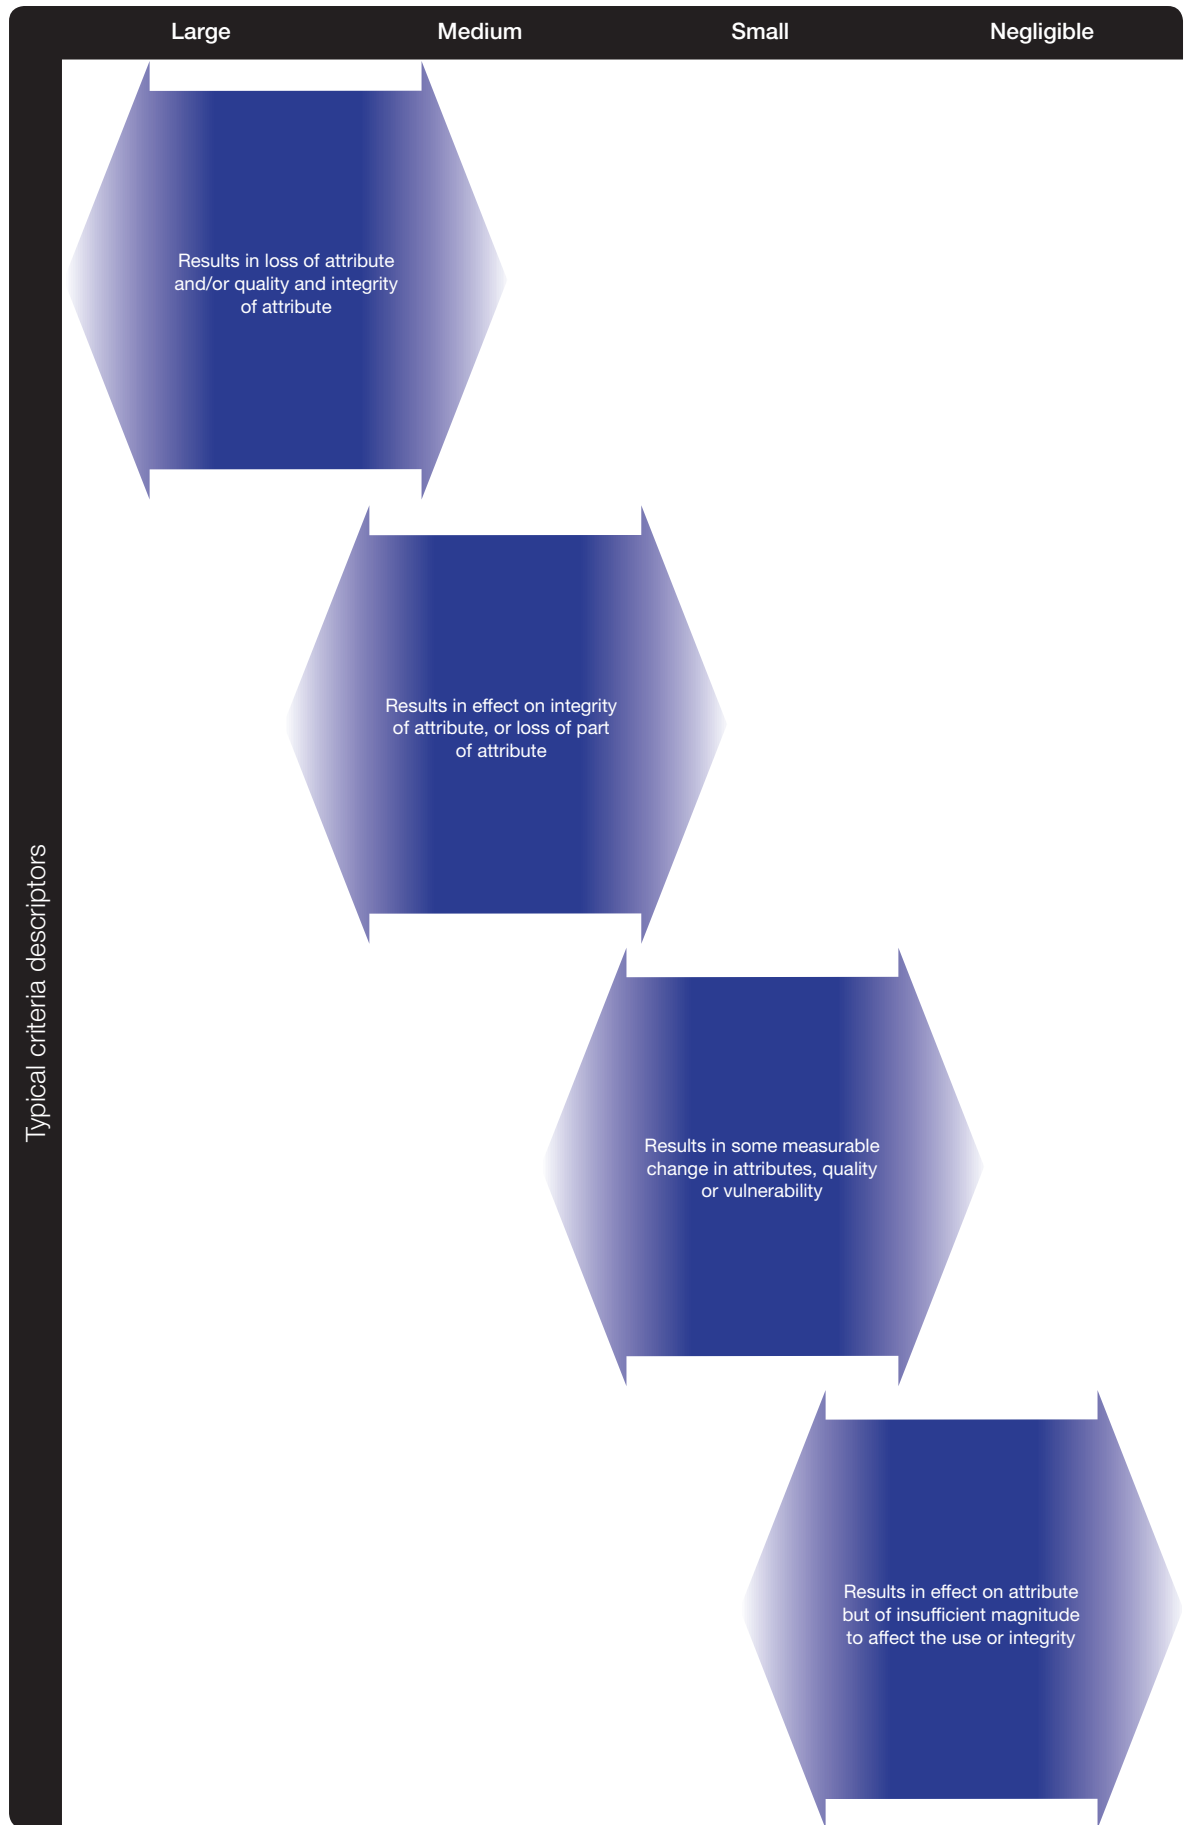 Large Medium Small Negligible
Typical criteria descriptors
Results in loss of attribute
and/or quality and integrity
of attribute
Results in effect on integrity
of attribute, or loss of part
of attribute
Results in some measurable
change in attributes, quality
or vulnerability
Results in effect on attribute
but of insufficient magnitude
to affect the use or integrity